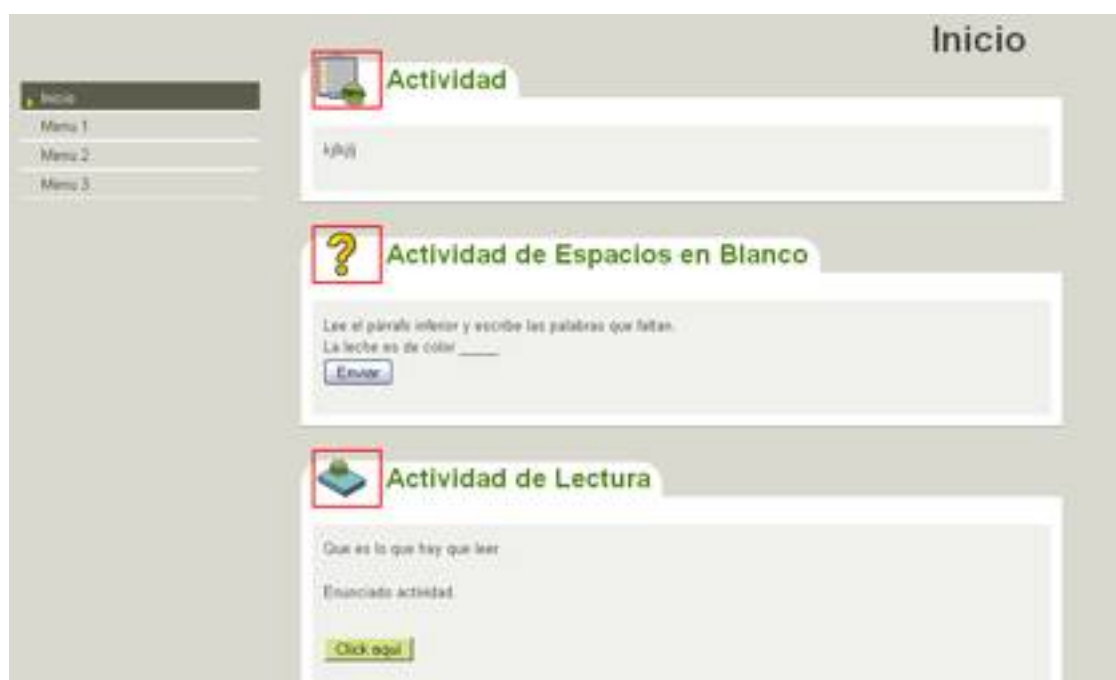 Inicio
Inicio
Menu 1
Menu 2
Menu 3
Actividad
kjlkjlj
Actividad de Espacios en Blanco
Lee el párrafo inferior y escribe las palabras que faltan.
La leche es de color _____
Enviar
Actividad de Lectura
Que es lo que hay que leer
Enunciado actividad.
Click aquí